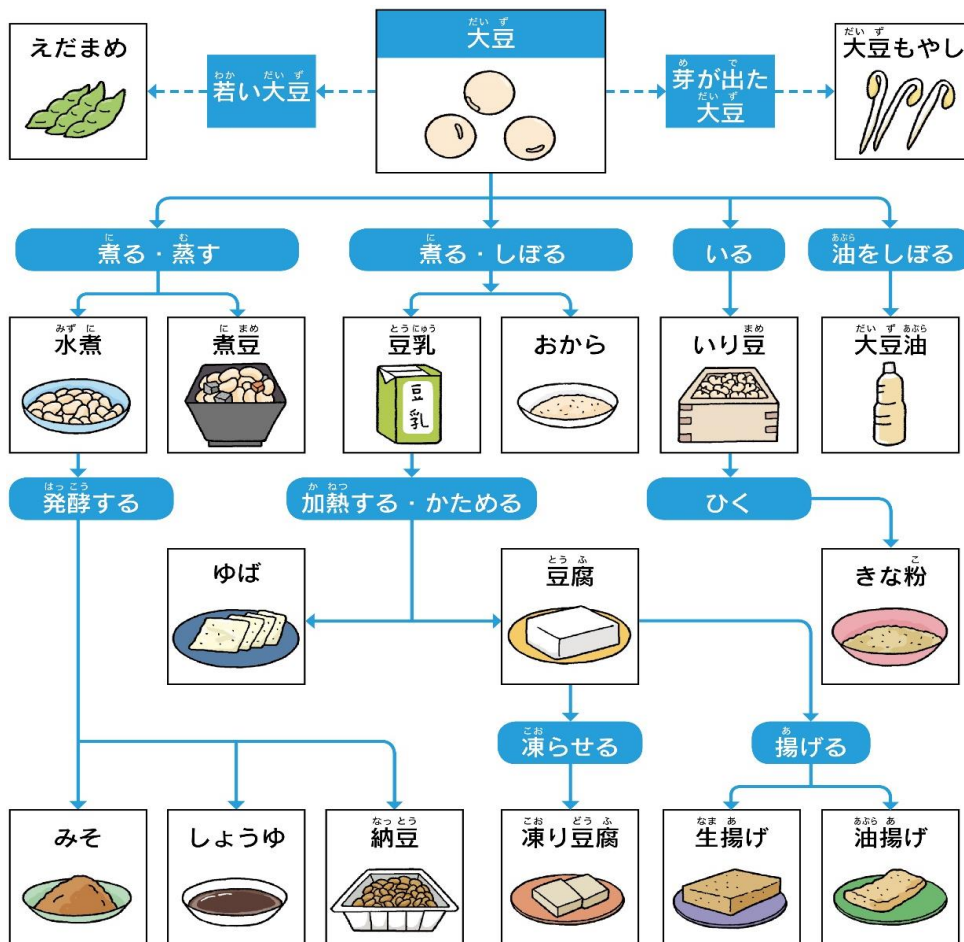 大豆
だいず
えだまめ
若い大豆
わか だいず
芽が出た
め で
大豆
だいず
大豆もやし
だいず
煮る・蒸す
に む
煮る・しぼる
に
いる
油をしぼる
あぶら
水煮
みずに
煮豆
にまめ
豆乳
とうにゅう
豆乳
おから
いり豆
まめ
大豆油
だいずあぶら
発酵する
はっこう
加熱する・かためる
かねつ
ひく
ゆば
豆腐
とうふ
きな粉
こ
凍らせる
こお
揚げる
あ
みそ
しょうゆ
納豆
なっとう
凍り豆腐
こお どうふ
生揚げ
なま あ
油揚げ
あぶら あ